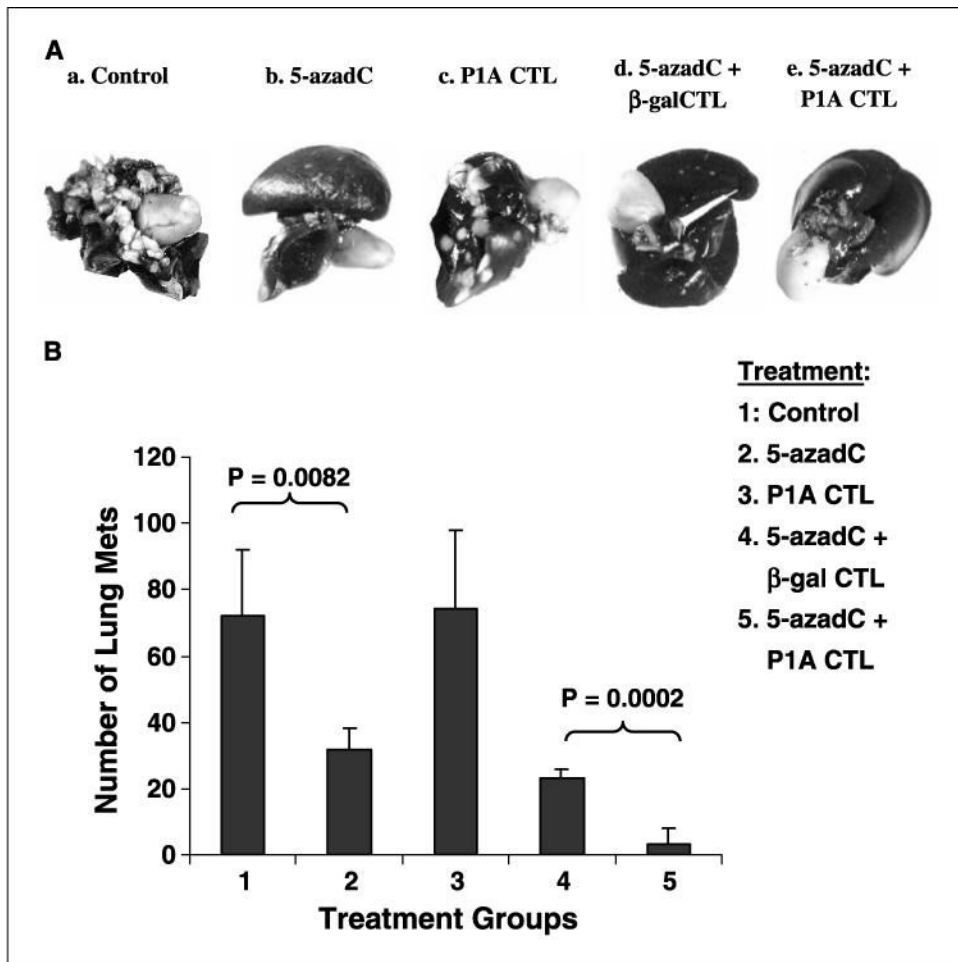 A
a. Control
b. 5-azadC
c. P1A CTL
d. 5-azadC +
β-galCTL
e. 5-azadC +
P1A CTL
B
Treatment:
1: Control
2. 5-azadC
3. P1A CTL
4. 5-azadC +
β-gal CTL
5. 5-azadC +
P1A CTL
Number of Lung Mets
120
100
80
60
40
20
0
P = 0.0082
P = 0.0002
1 2 3 4 5
Treatment Groups